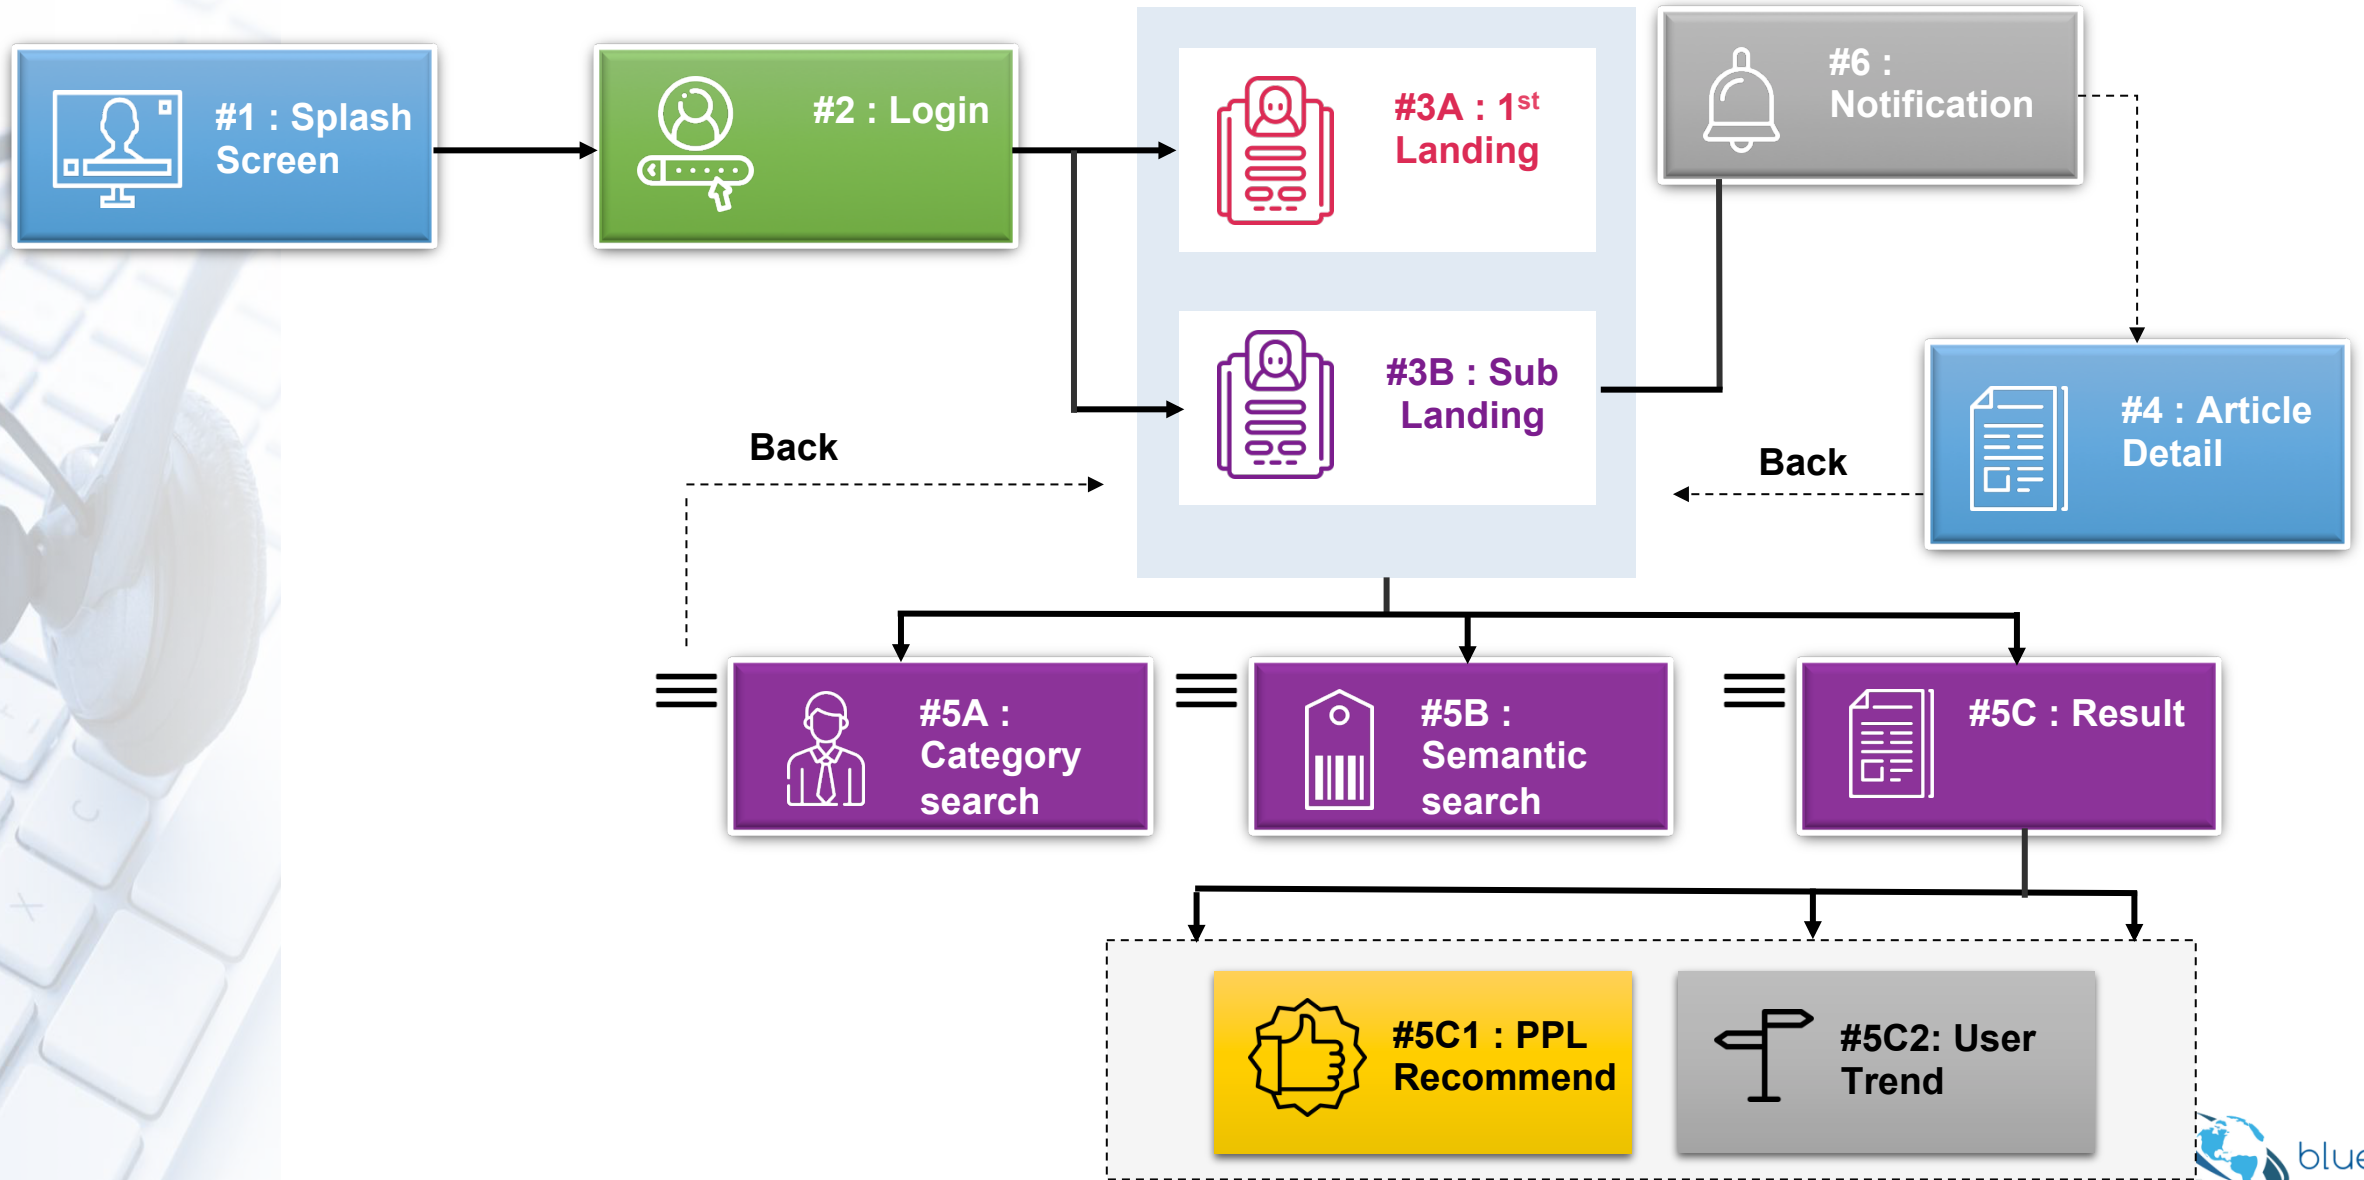 #1 : Splash
Screen
#2 : Login
#3A : 1st
Landing
#6 :
Notification
#3B : Sub
Landing
#4 : Article
Detail
Back
Back
#5A :
Category
search
#5B :
Semantic
search
#5C : Result
#5C1 : PPL
Recommend
#5C2: User
Trend